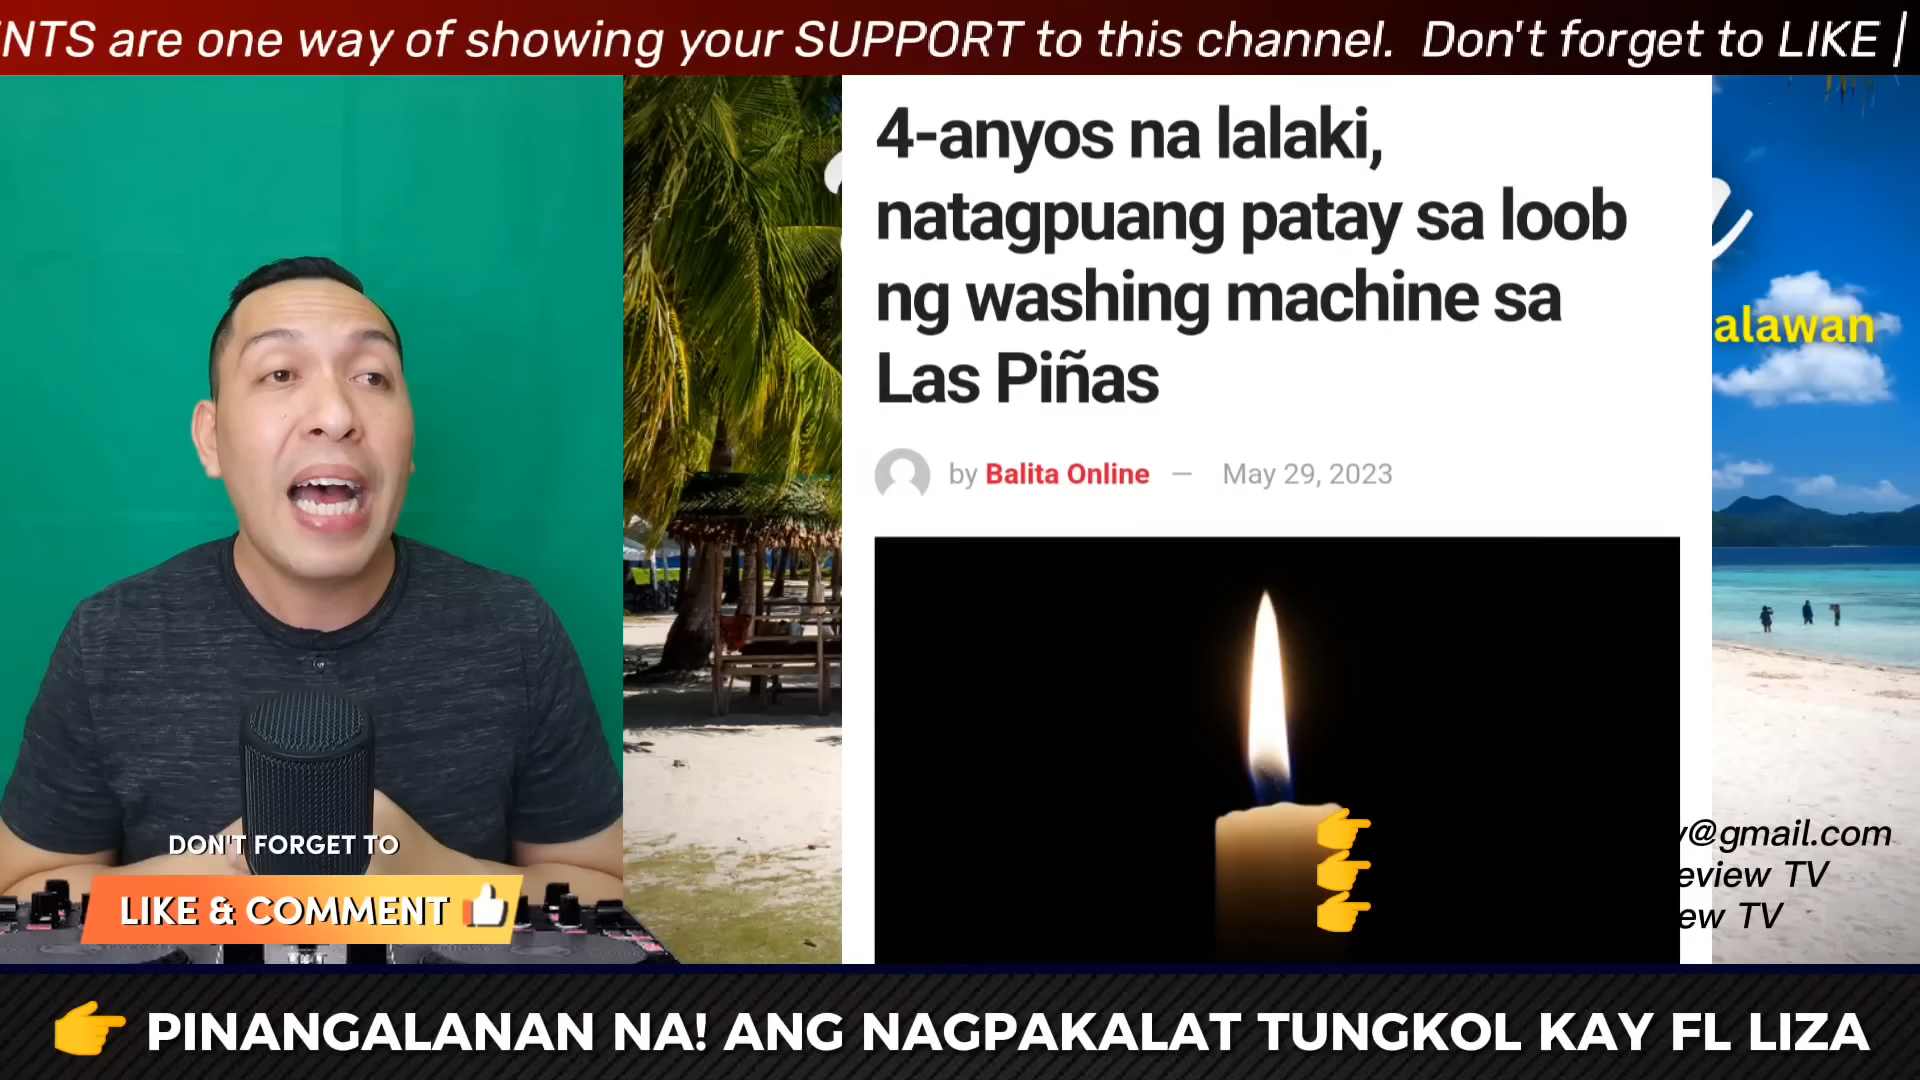 NTS are one way of showing your SUPPORT to this channel. Don't forget to LIKE |
4-anyos na lalaki,
natagpuang patay sa loob
ng washing machine sa
Las Piñas
by Balita Online — May 29, 2023
alawan
@gmail.com
eview TV
ew TV
DON'T FORGET TO
LIKE & COMMENT
PINANGALANAN NA! ANG NAGPAKALAT TUNGKOL KAY FL LIZA